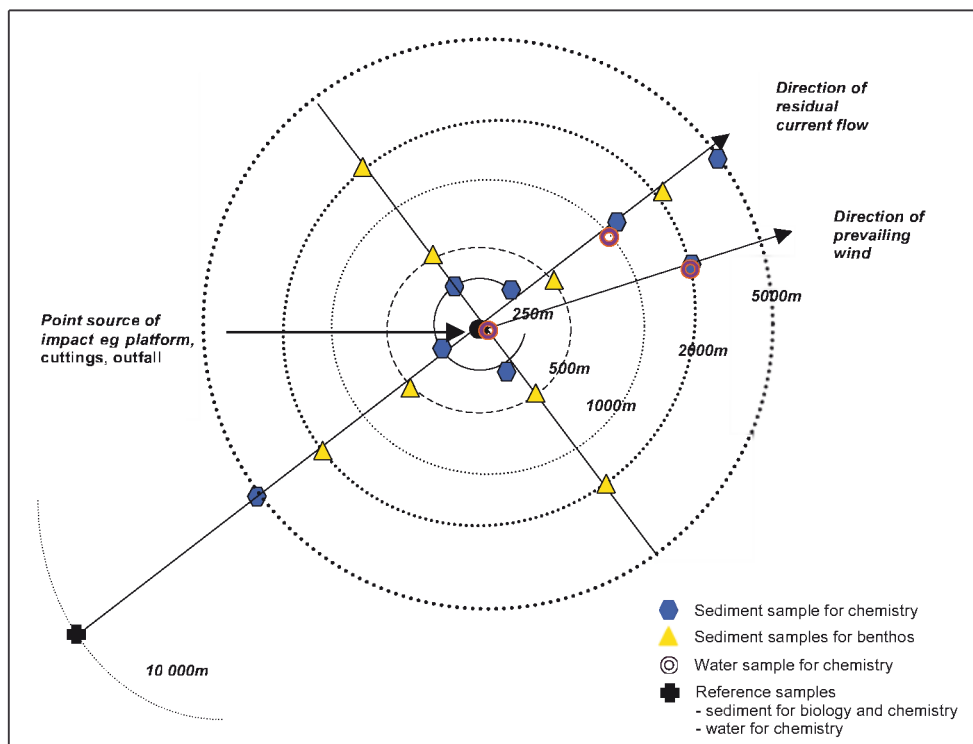 Direction of
residual
current flow
Direction of
prevailing
wind
5000m
250m
Point source of
impact eg platform,
cuttings, outfall
2000m
500m
1000m
Sediment sample for chemistry
Sediment samples for benthos
Water sample for chemistry
10 000m
Reference samples
- sediment for biology and chemistry
- water for chemistry